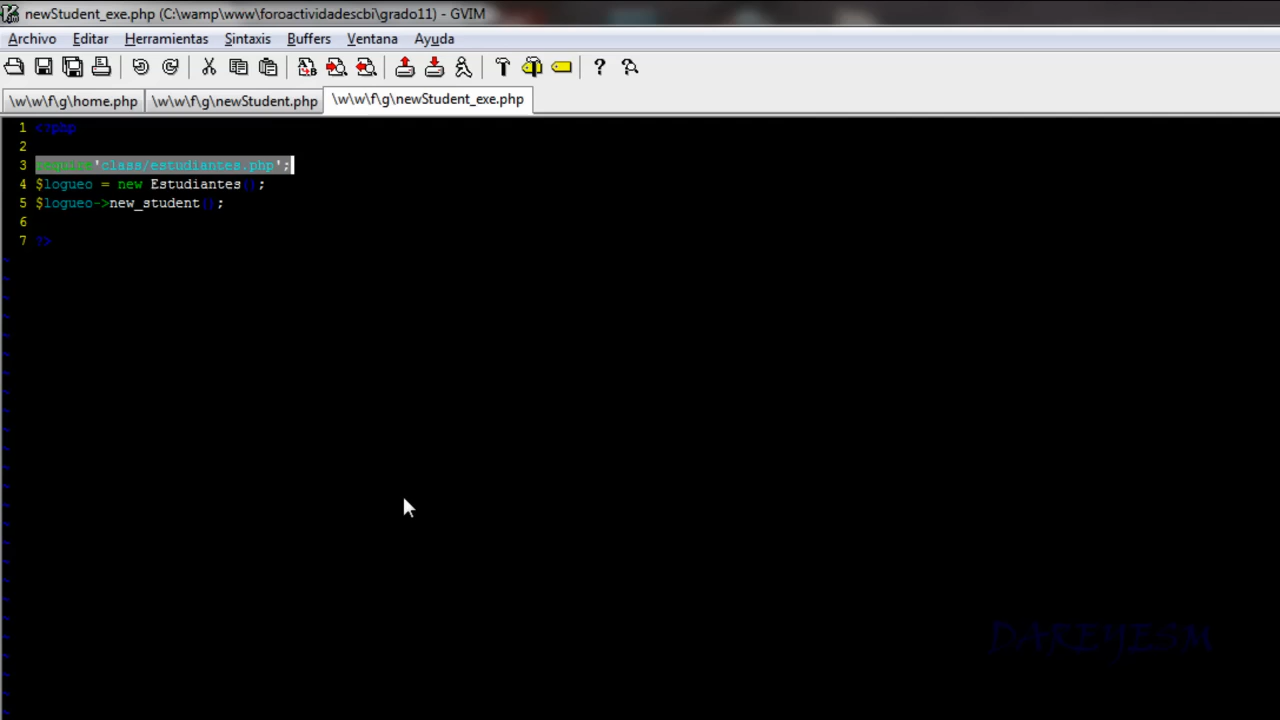 newStudent_exe.php (C:\wamp\www\foroactividadescbi\grado11) - GVIM
Archivo Editar Herramientas Sintaxis Buffers Ventana Ayuda
\w\w\f\g\home.php \w\w\f\g\newStudent.php \w\w\f\g\newStudent_exe.php
1 <?php
2
3 require'class/estudiantes.php';
4 $logueo = new Estudiantes();
5 $logueo->new_student();
6
7 ?>
DAREYESM